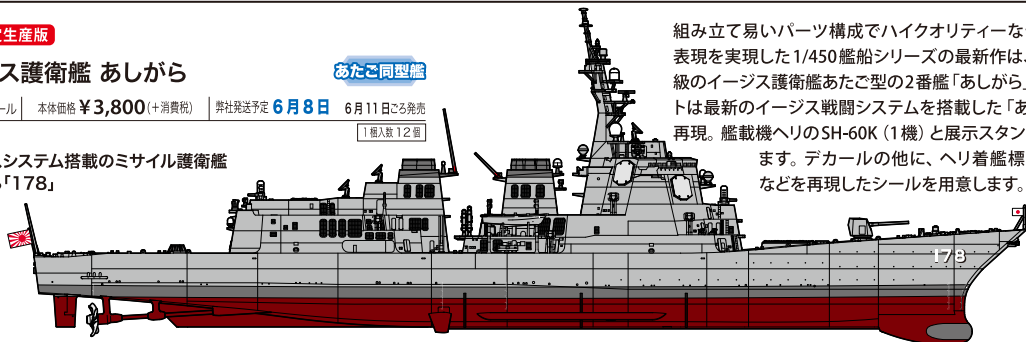 定生産版
ス護衛艦 あしがら
あたご同型艦
ール 本体価格 ¥3,800(+消費税) 弊社発送予定 6月8日 6月11日ごろ発売
1梱入数12個
システム搭載のミサイル護衛艦
「178」
組み立て易いパーツ構成でハイクオリティーな
表現を実現した1/450艦船シリーズの最新作は、
級のイージス護衛艦あたご型の2番艦「あしがら」
トは最新のイージス戦闘システムを搭載した「あ
再現。艦載機ヘリのSH-60K(1機)と展示スタン
ます。デカールの他に、ヘリ着艦標
などを再現したシールを用意します。
178